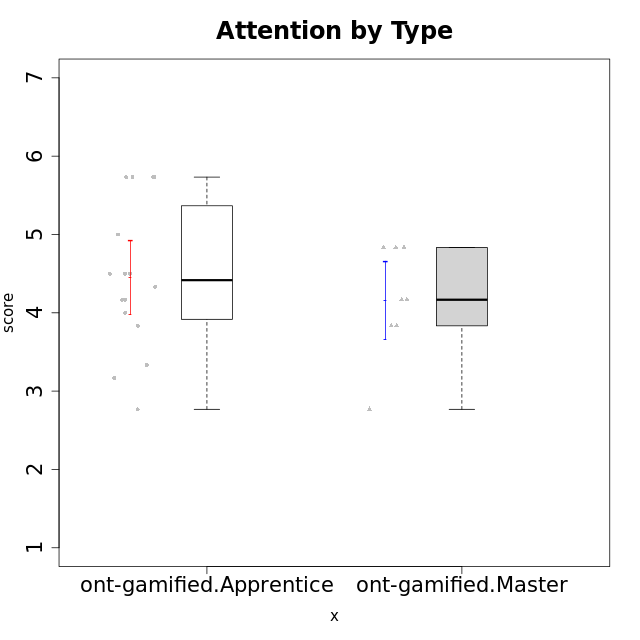 Attention by Type
score
7
6
5
4
3
2
1
ont-gamified.Apprentice ont-gamified.Master
x